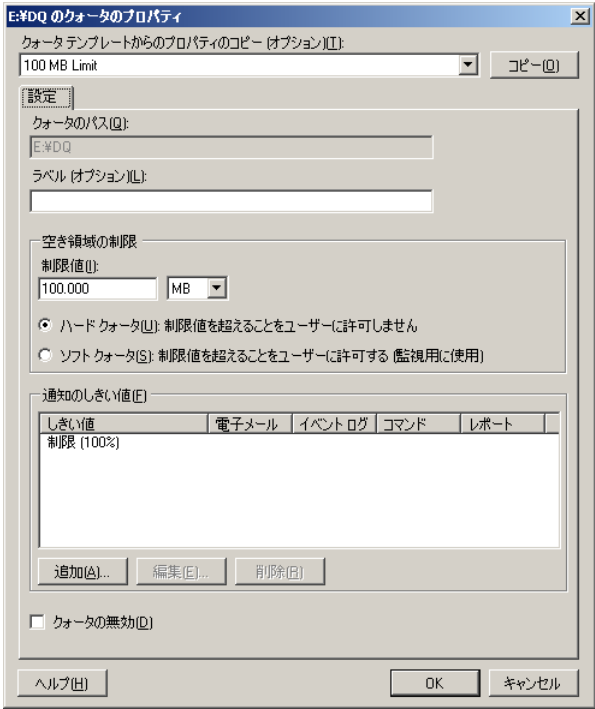 E:¥DQ のクォータのプロパティ
クォータ テンプレートからのプロパティのコピー (オプション)(T):
100 MB Limit コピー(O)
設定
クォータのパス(Q):
E:¥DQ
ラベル (オプション)(L):
空き領域の制限
制限値(I):
100.000 MB
ハード クォータ(U): 制限値を超えることをユーザーに許可しません
ソフト クォータ(S): 制限値を超えることをユーザーに許可する (監視用に使用)
通知のしきい値(F)
しきい値 電子メール イベント ログ コマンド レポート
制限 (100%)
追加(A)... 編集(E)... 削除(R)
クォータの無効(D)
ヘルプ(H) OK キャンセル